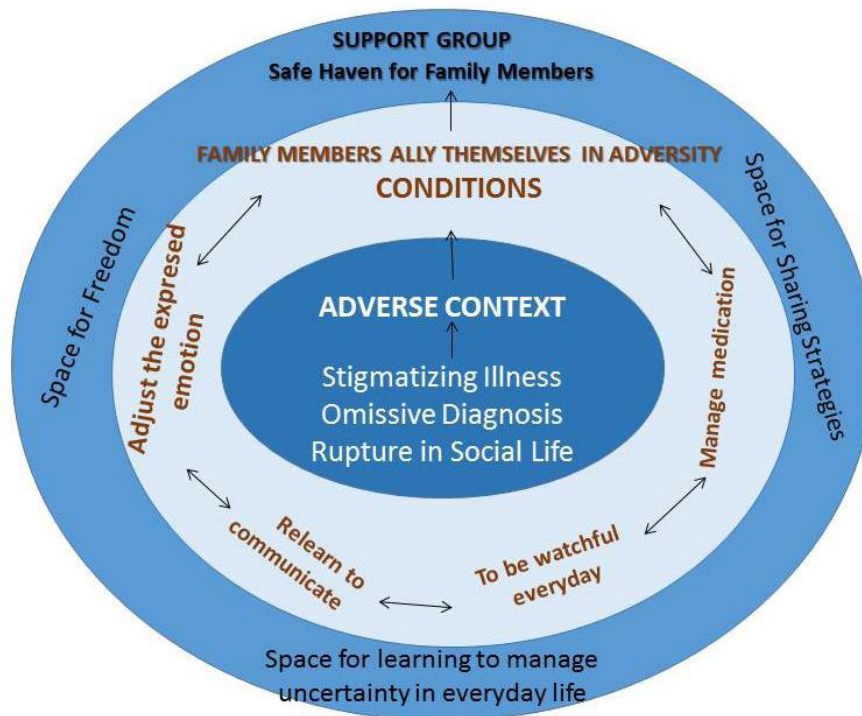 SUPPORT GROUP
Safe Haven for Family Members
FAMILY MEMBERS ALLY THEMSELVES IN ADVERSITY
CONDITIONS
Space for Freedom
Space for Sharing Strategies
Adjust the expresed
emotion
Manage medication
ADVERSE CONTEXT
Stigmatizing Illness
Omissive Diagnosis
Rupture in Social Life
Relearn to
communicate
To be watchful
everyday
Space for learning to manage
uncertainty in everyday life